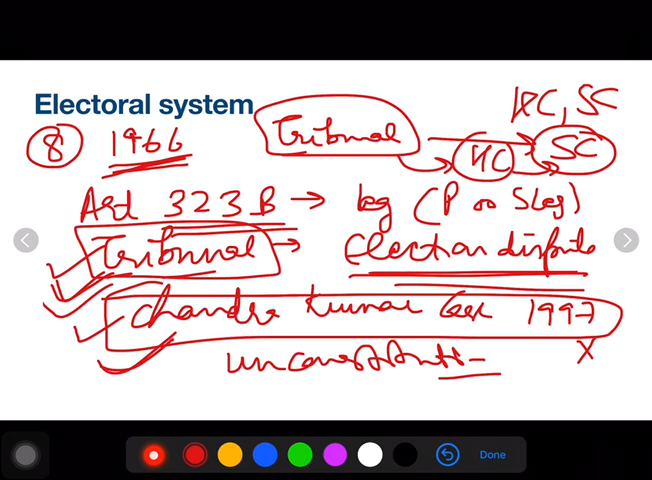 Electoral system
HC, SC
Tribunal HC SC
8 1966
Art 323B → leg (P or SLeg)
Tribunal → Election dispute
Chandra Kumar Case 1997
unconstituti- X
Done